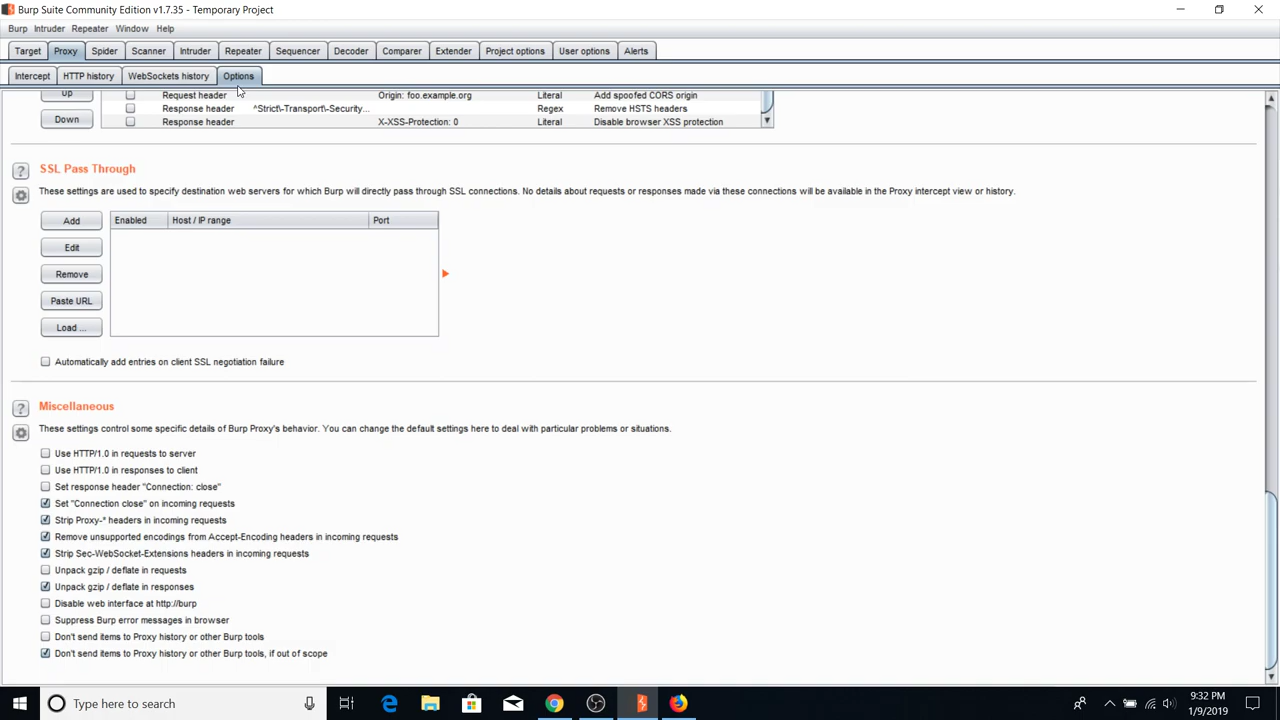 Burp Suite Community Edition v1.7.35 - Temporary Project
Burp Intruder Repeater Window Help
Target Proxy Spider Scanner Intruder Repeater Sequencer Decoder Comparer Extender Project options User options Alerts
Intercept HTTP history WebSockets history Options
Up Request header Origin: foo.example.org Literal Add spoofed CORS origin
Response header ^Strict\-Transport\-Security... Regex Remove HSTS headers
Down Response header X-XSS-Protection: 0 Literal Disable browser XSS protection
? SSL Pass Through
These settings are used to specify destination web servers for which Burp will directly pass through SSL connections. No details about requests or responses made via these connections will be available in the Proxy intercept view or history.
Add Enabled Host / IP range Port
Edit
Remove
Paste URL
Load ...
Automatically add entries on client SSL negotiation failure
? Miscellaneous
These settings control some specific details of Burp Proxy's behavior. You can change the default settings here to deal with particular problems or situations.
Use HTTP/1.0 in requests to server
Use HTTP/1.0 in responses to client
Set response header "Connection: close"
Set "Connection close" on incoming requests
Strip Proxy-* headers in incoming requests
Remove unsupported encodings from Accept-Encoding headers in incoming requests
Strip Sec-WebSocket-Extensions headers in incoming requests
Unpack gzip / deflate in requests
Unpack gzip / deflate in responses
Disable web interface at http://burp
Suppress Burp error messages in browser
Don't send items to Proxy history or other Burp tools
Don't send items to Proxy history or other Burp tools, if out of scope
Type here to search
9:32 PM
1/9/2019